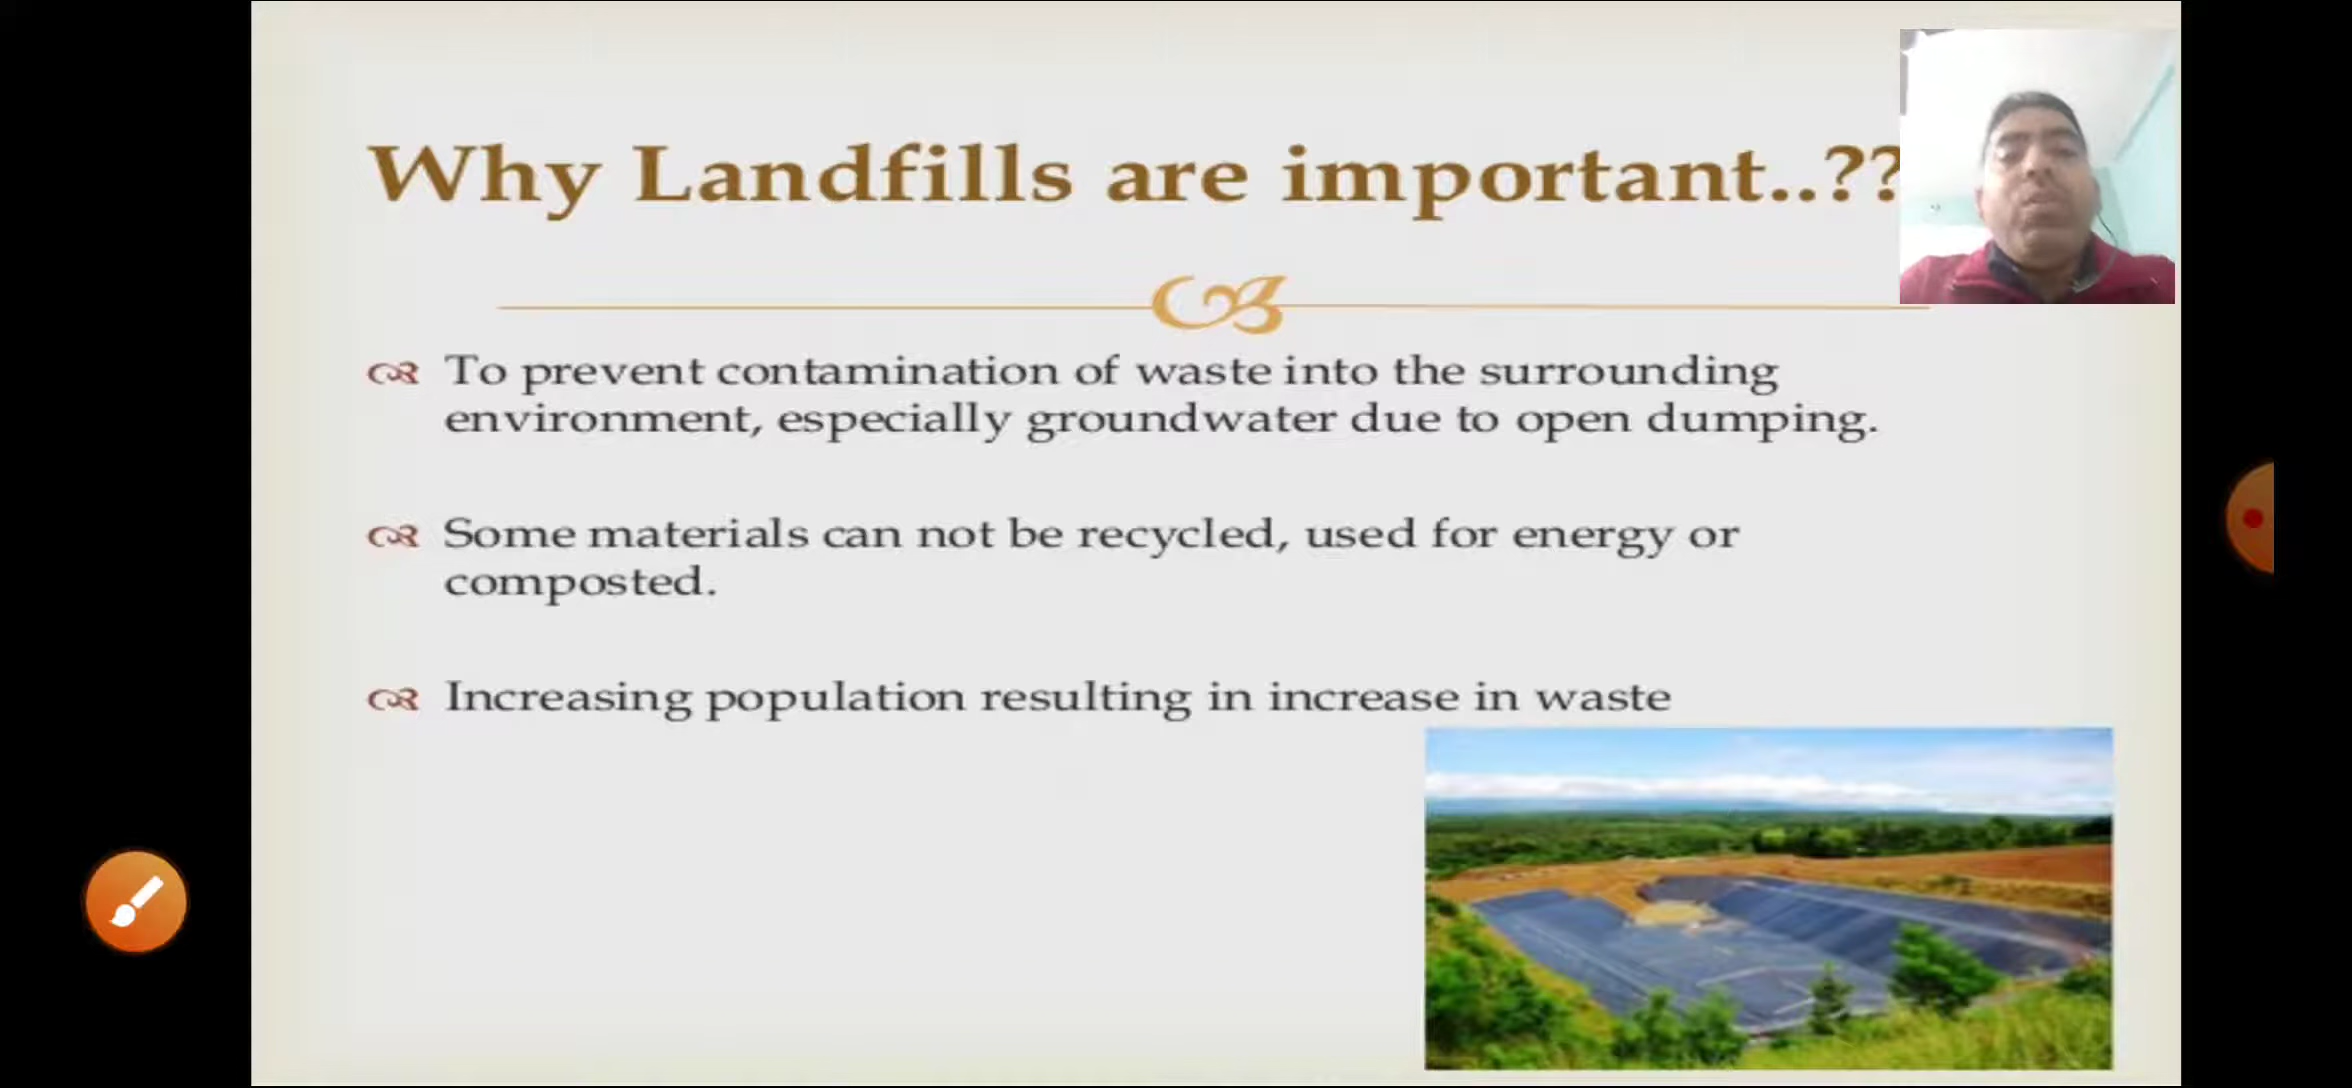 Why Landfills are important..??
To prevent contamination of waste into the surrounding
environment, especially groundwater due to open dumping.
Some materials can not be recycled, used for energy or
composted.
Increasing population resulting in increase in waste